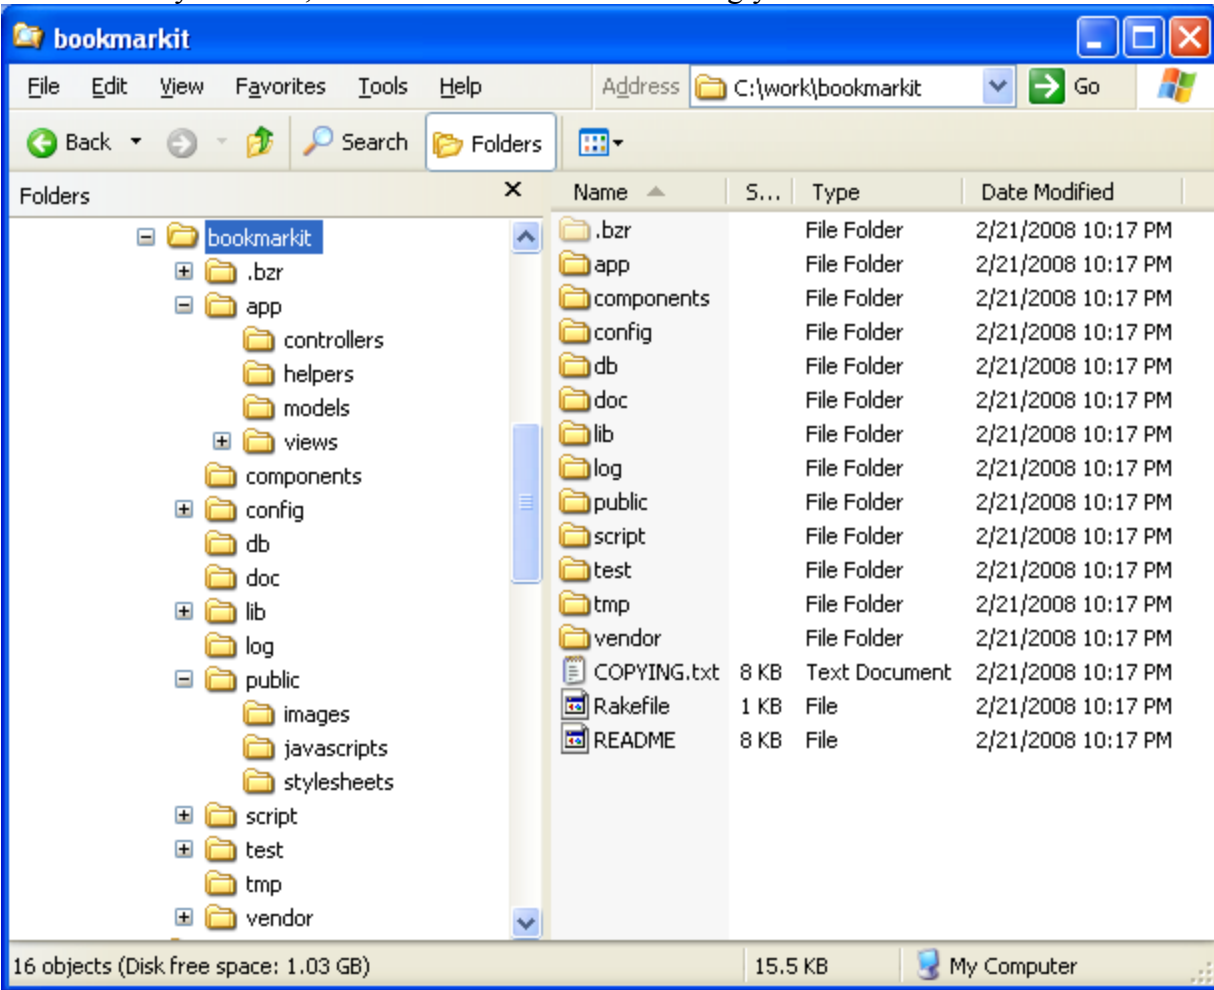 bookmarkit
File Edit View Favorites Tools Help Address C:\work\bookmarkit Go
Back Search Folders
Folders
bookmarkit
.bzr
app
controllers
helpers
models
views
components
config
db
doc
lib
log
public
images
javascripts
stylesheets
script
test
tmp
vendor
Name S... Type Date Modified
.bzr File Folder 2/21/2008 10:17 PM
app File Folder 2/21/2008 10:17 PM
components File Folder 2/21/2008 10:17 PM
config File Folder 2/21/2008 10:17 PM
db File Folder 2/21/2008 10:17 PM
doc File Folder 2/21/2008 10:17 PM
lib File Folder 2/21/2008 10:17 PM
log File Folder 2/21/2008 10:17 PM
public File Folder 2/21/2008 10:17 PM
script File Folder 2/21/2008 10:17 PM
test File Folder 2/21/2008 10:17 PM
tmp File Folder 2/21/2008 10:17 PM
vendor File Folder 2/21/2008 10:17 PM
COPYING.txt 8 KB Text Document 2/21/2008 10:17 PM
Rakefile 1 KB File 2/21/2008 10:17 PM
README 8 KB File 2/21/2008 10:17 PM
16 objects (Disk free space: 1.03 GB) 15.5 KB My Computer